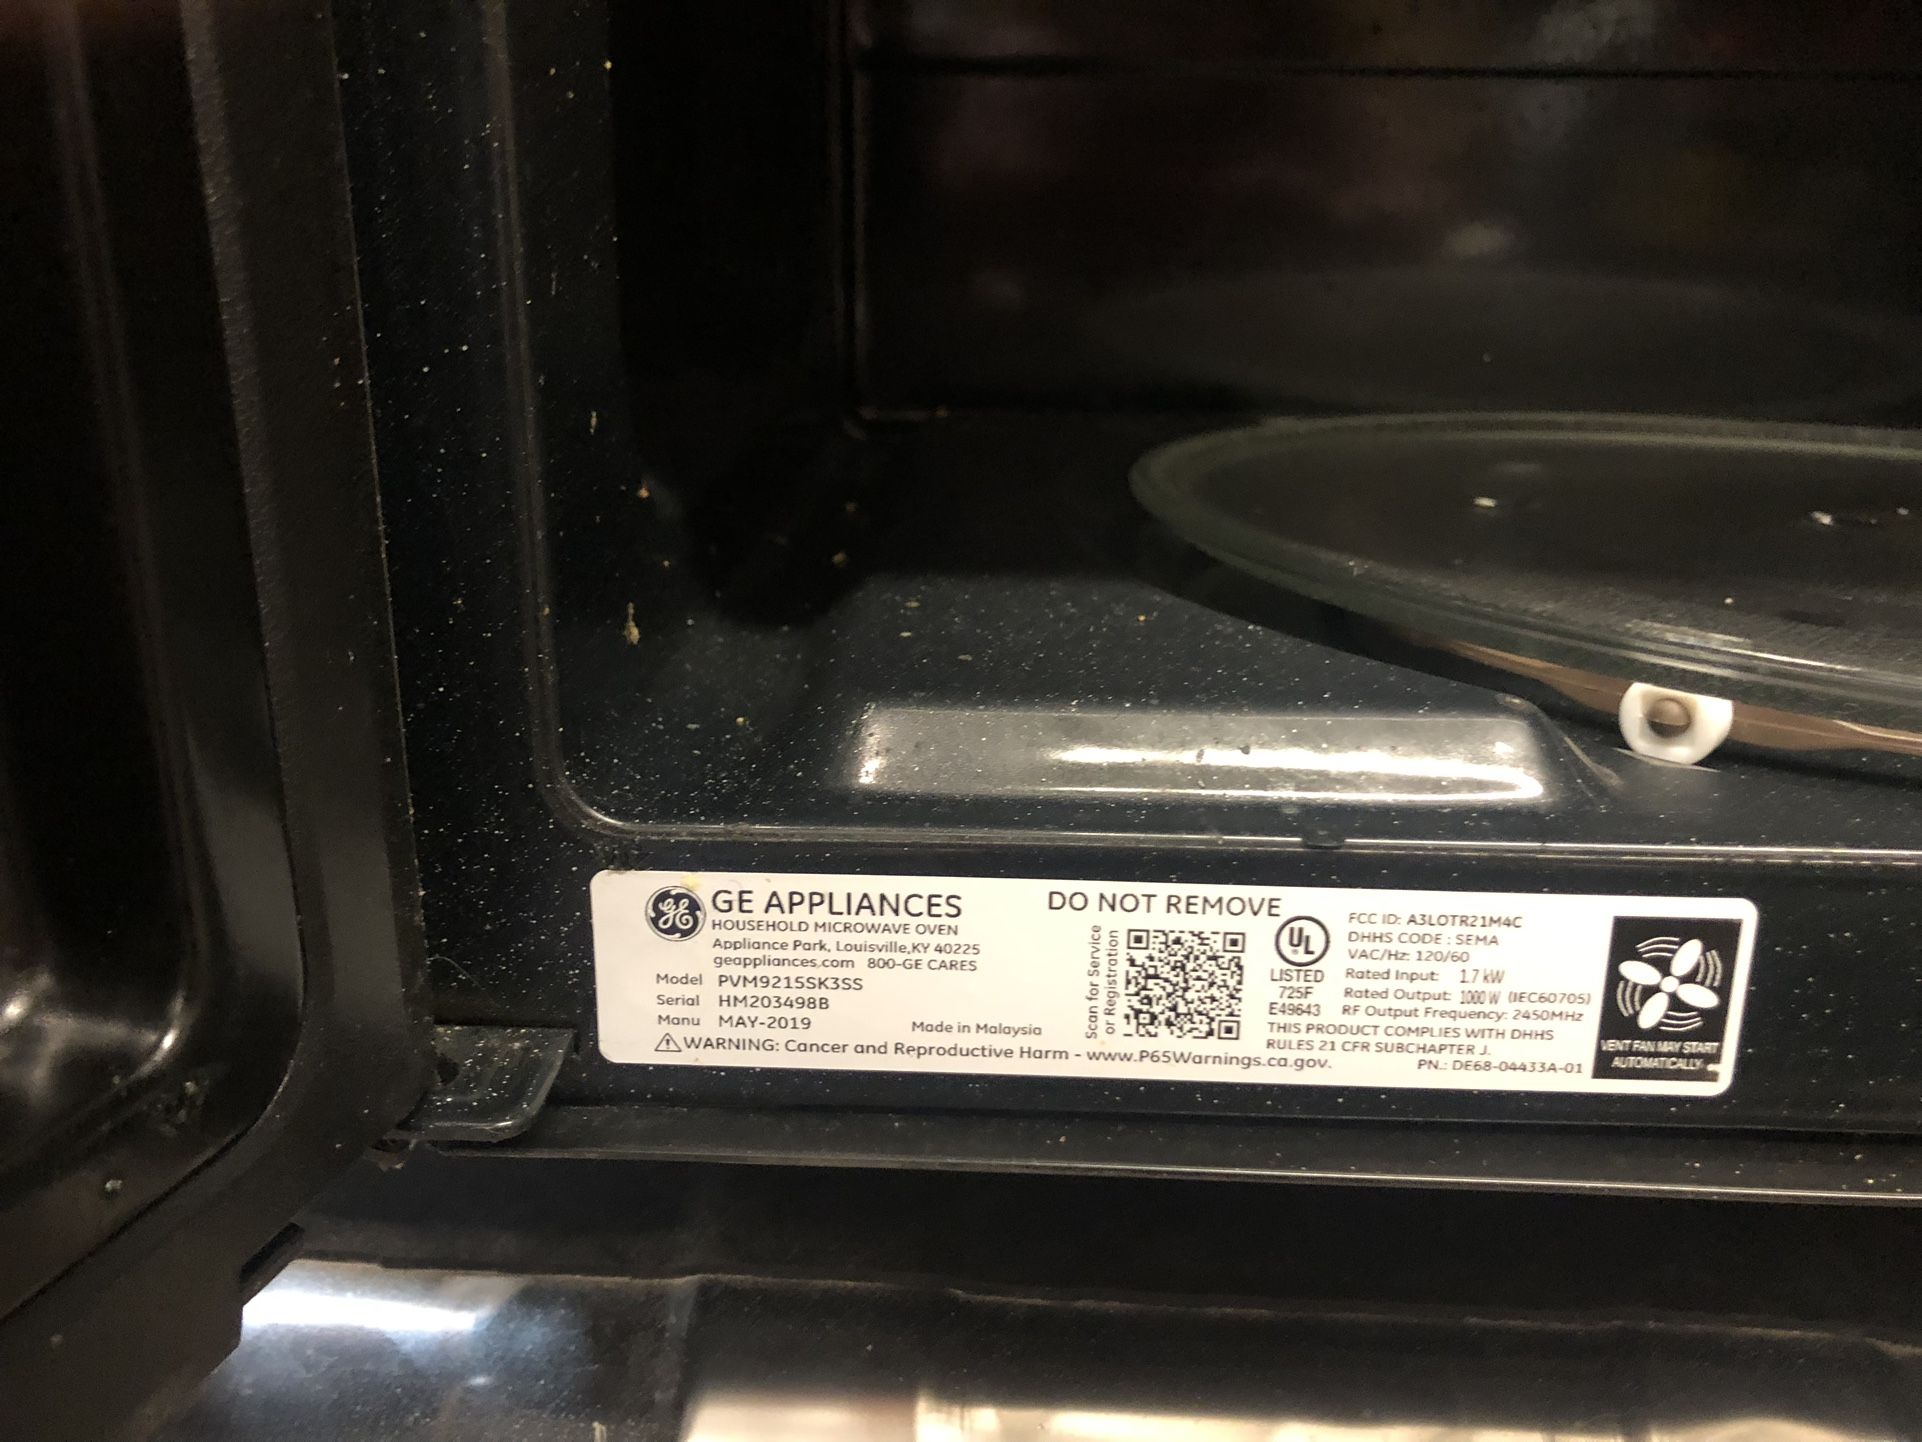 GE APPLIANCES
HOUSEHOLD MICROWAVE OVEN
Appliance Park, Louisville,KY 40225
geappliances.com 800-GE CARES
Model PVM9215SK3SS
Serial HM203498B
Manu MAY-2019
Made in Malaysia
WARNING: Cancer and Reproductive Harm - www.P65Warnings.ca.gov.
DO NOT REMOVE
Scan for Service
or Registration
UL
LISTED
725F
E49643
FCC ID: A3LOTR21M4C
DHHS CODE : SEMA
VAC/Hz: 120/60
Rated Input: 1.7 kW
Rated Output: 1000 W (IEC60705)
RF Output Frequency: 2450MHz
THIS PRODUCT COMPLIES WITH DHHS
RULES 21 CFR SUBCHAPTER J.
PN.: DE68-04433A-01
VENT FAN MAY START
AUTOMATICALLY